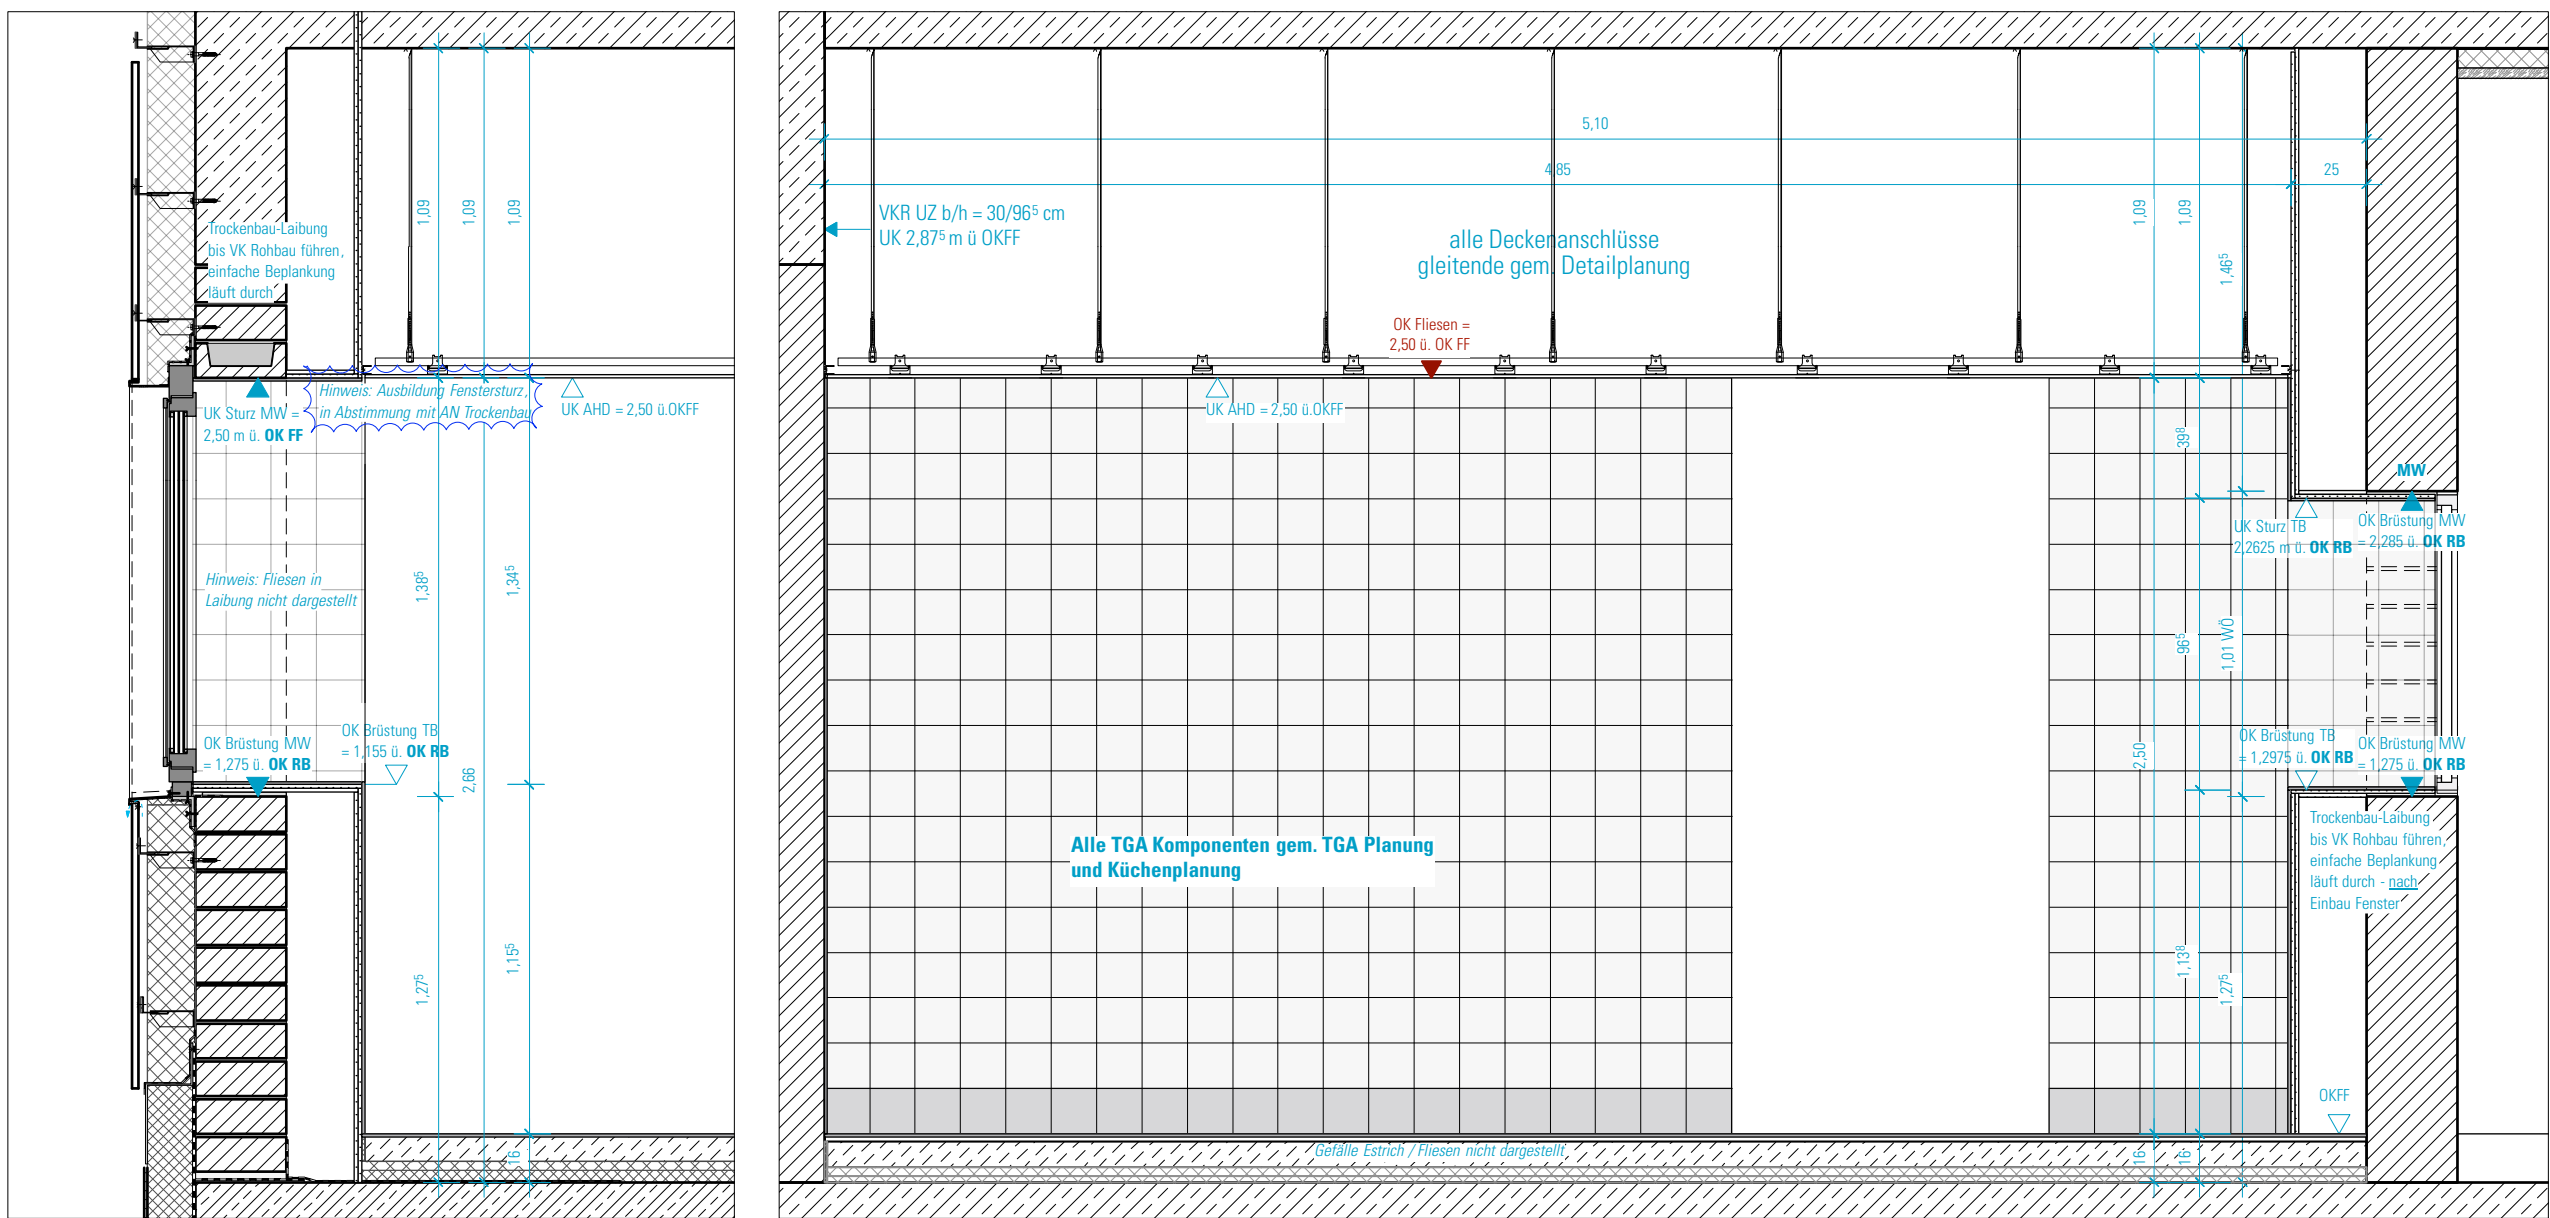 1,09
1,09
1,09
Trockenbau-Laibung
bis VK Rohbau führen,
einfache Beplankung
läuft durch
Hinweis: Ausbildung Fenstersturz,
in Abstimmung mit AN Trockenbau
UK Sturz MW =
2,50 m ü. OK FF
UK AHD = 2,50 ü.OKFF
Hinweis: Fliesen in
Laibung nicht dargestellt
1,38⁵
1,34⁵
OK Brüstung MW
= 1,275 ü. OK RB
OK Brüstung TB
= 1,155 ü. OK RB
2,66
1,27⁵
1,15⁵
16
5,10
4,85
25
VKR UZ b/h = 30/96⁵ cm
UK 2,87⁵ m ü OKFF
alle Deckenanschlüsse
gleitende gem. Detailplanung
1,09
1,09
1,46⁵
OK Fliesen =
2,50 ü. OK FF
UK AHD = 2,50 ü.OKFF
39⁸
MW
UK Sturz TB
2,2625 m ü. OK RB
OK Brüstung MW
= 2,285 ü. OK RB
96⁵
1,01 WÖ
2,50
OK Brüstung TB
= 1,2975 ü. OK RB
OK Brüstung MW
= 1,275 ü. OK RB
Alle TGA Komponenten gem. TGA Planung
und Küchenplanung
Trockenbau-Laibung
bis VK Rohbau führen,
einfache Beplankung
läuft durch - nach
Einbau Fenster
1,13⁸
1,27⁵
OKFF
Gefälle Estrich / Fliesen nicht dargestellt
16
16